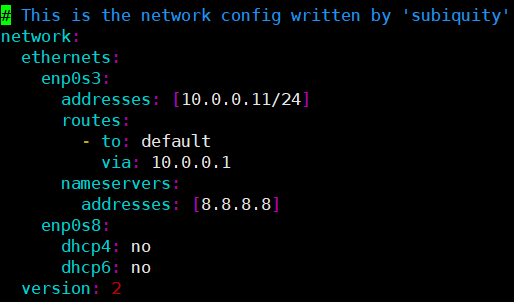 # This is the network config written by 'subiquity'
network:
  ethernets:
    enp0s3:
      addresses: [10.0.0.11/24]
      routes:
        - to: default
          via: 10.0.0.1
      nameservers:
        addresses: [8.8.8.8]
    enp0s8:
      dhcp4: no
      dhcp6: no
  version: 2